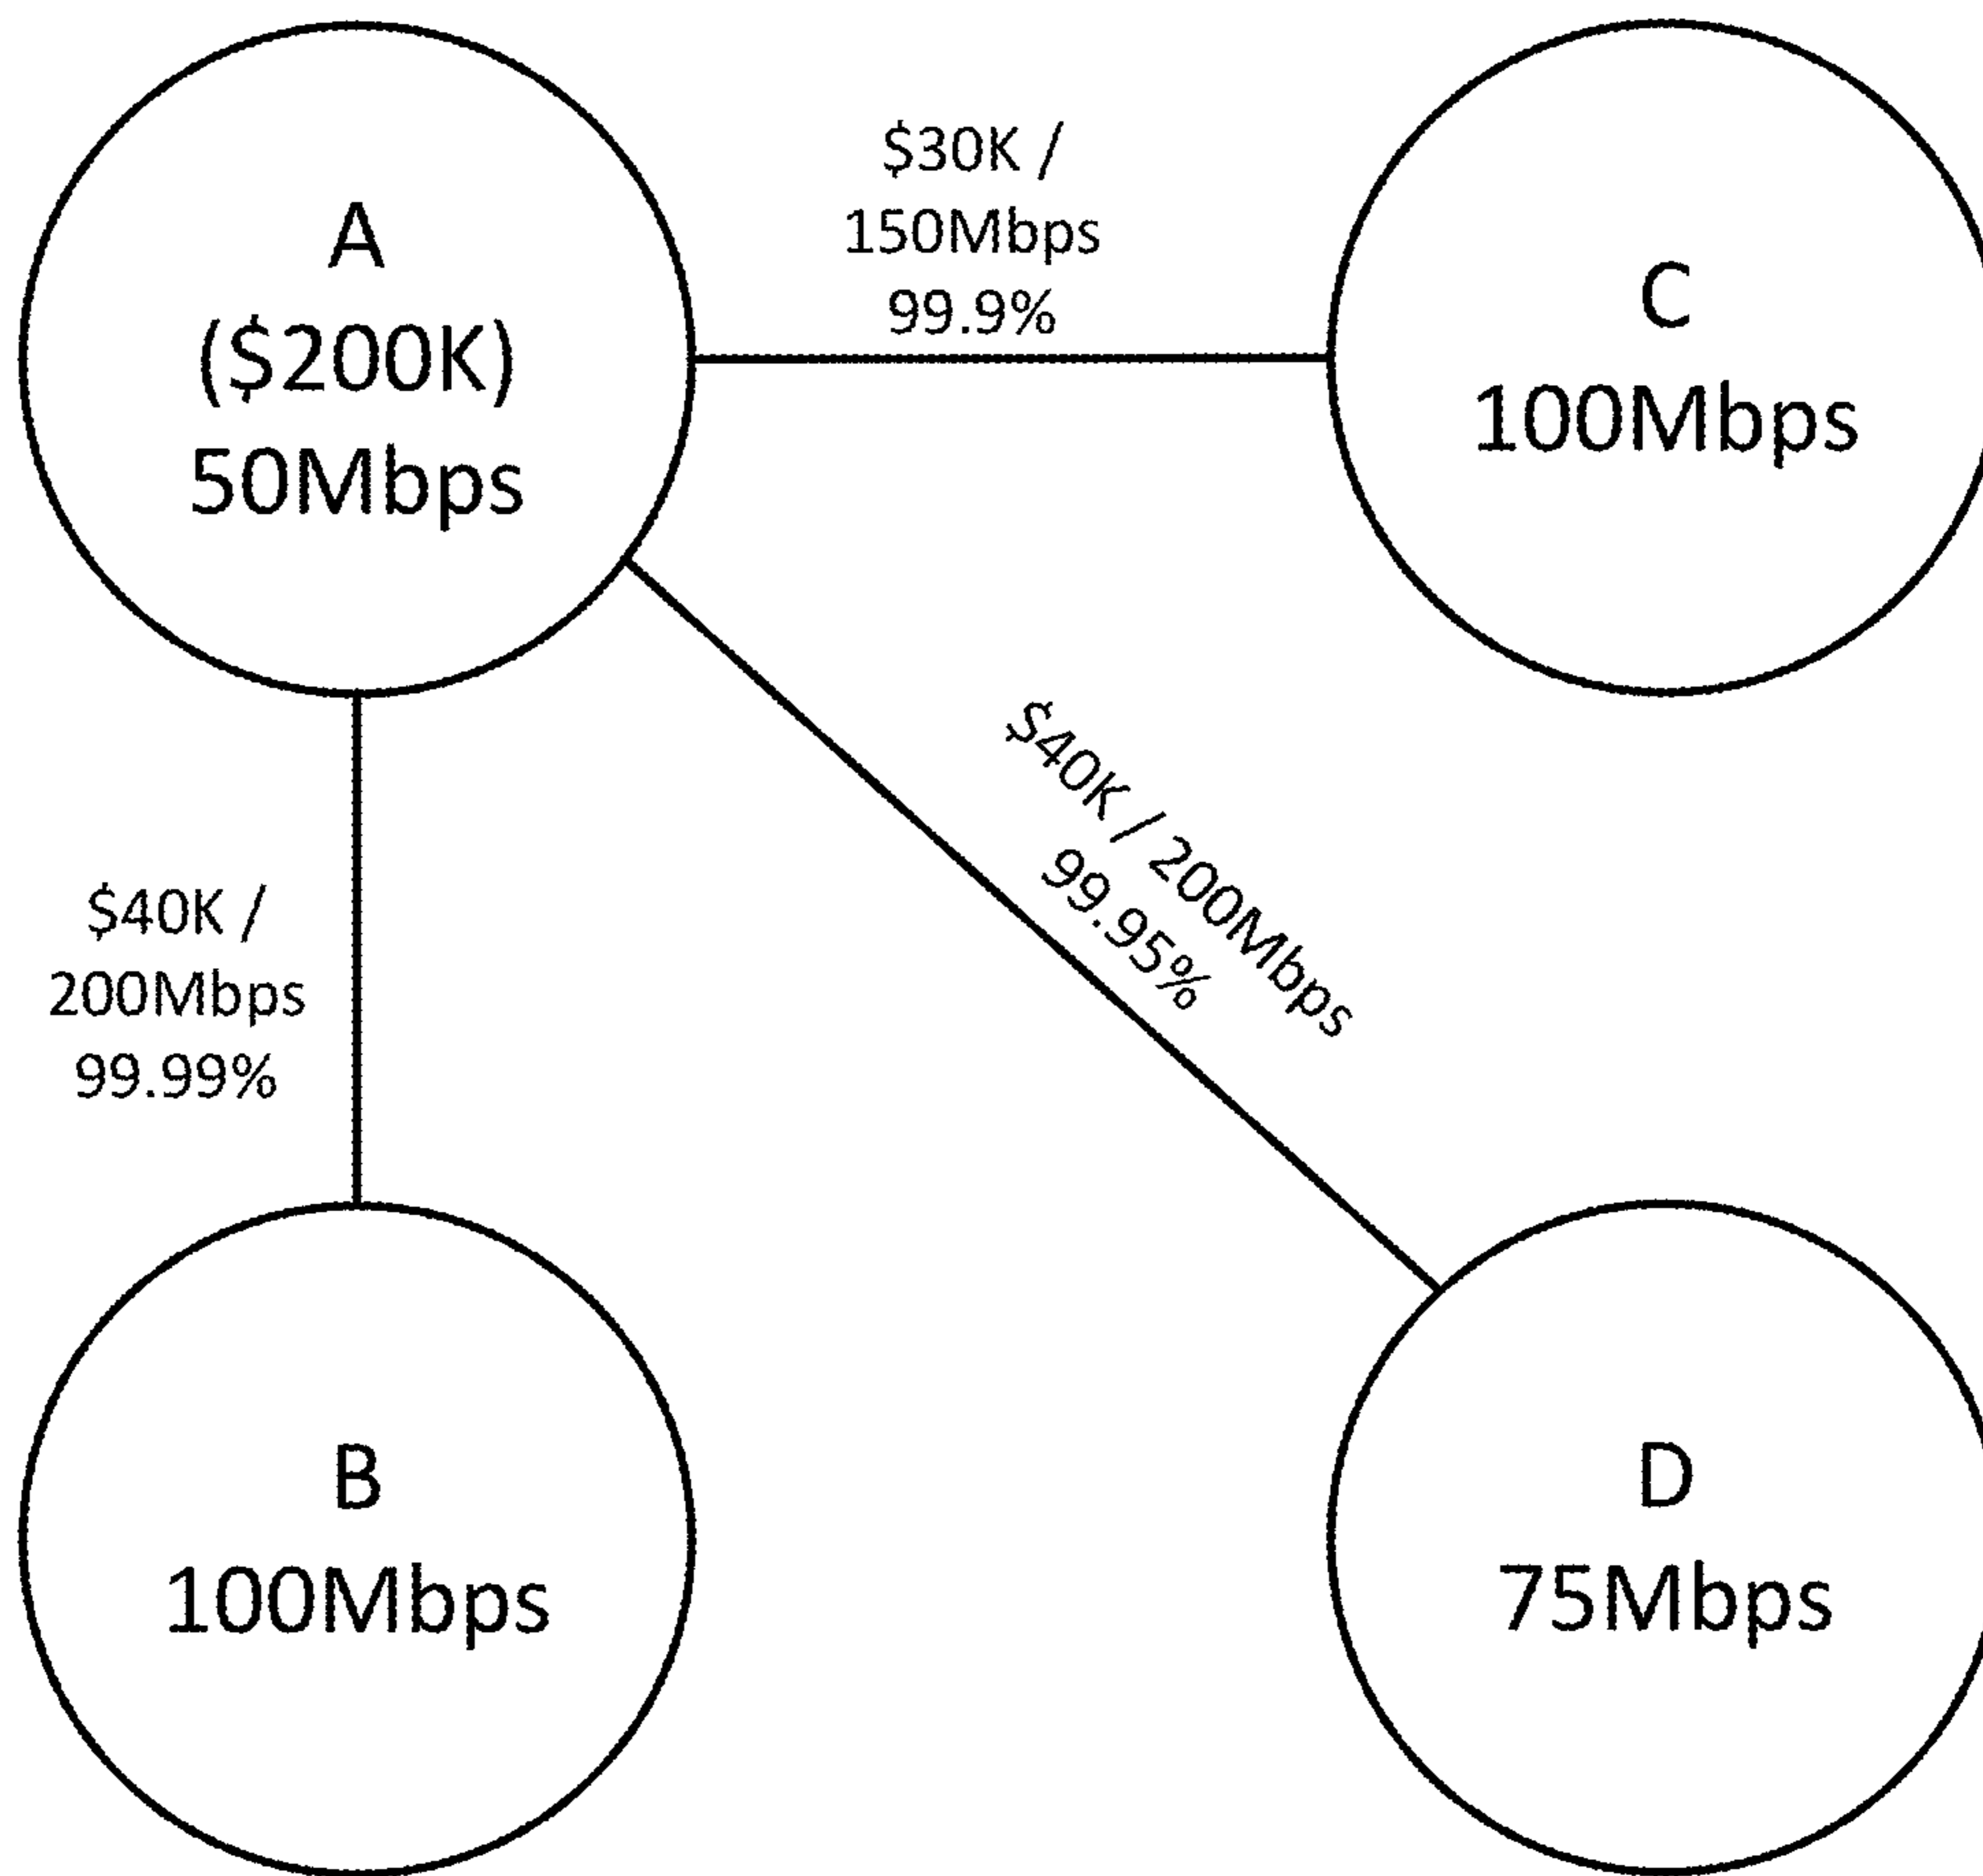 A
($200K)
50Mbps
$30K /
150Mbps
99.9%
C
100Mbps
$40K / 200Mbps
99.95%
$40K /
200Mbps
99.99%
B
100Mbps
D
75Mbps